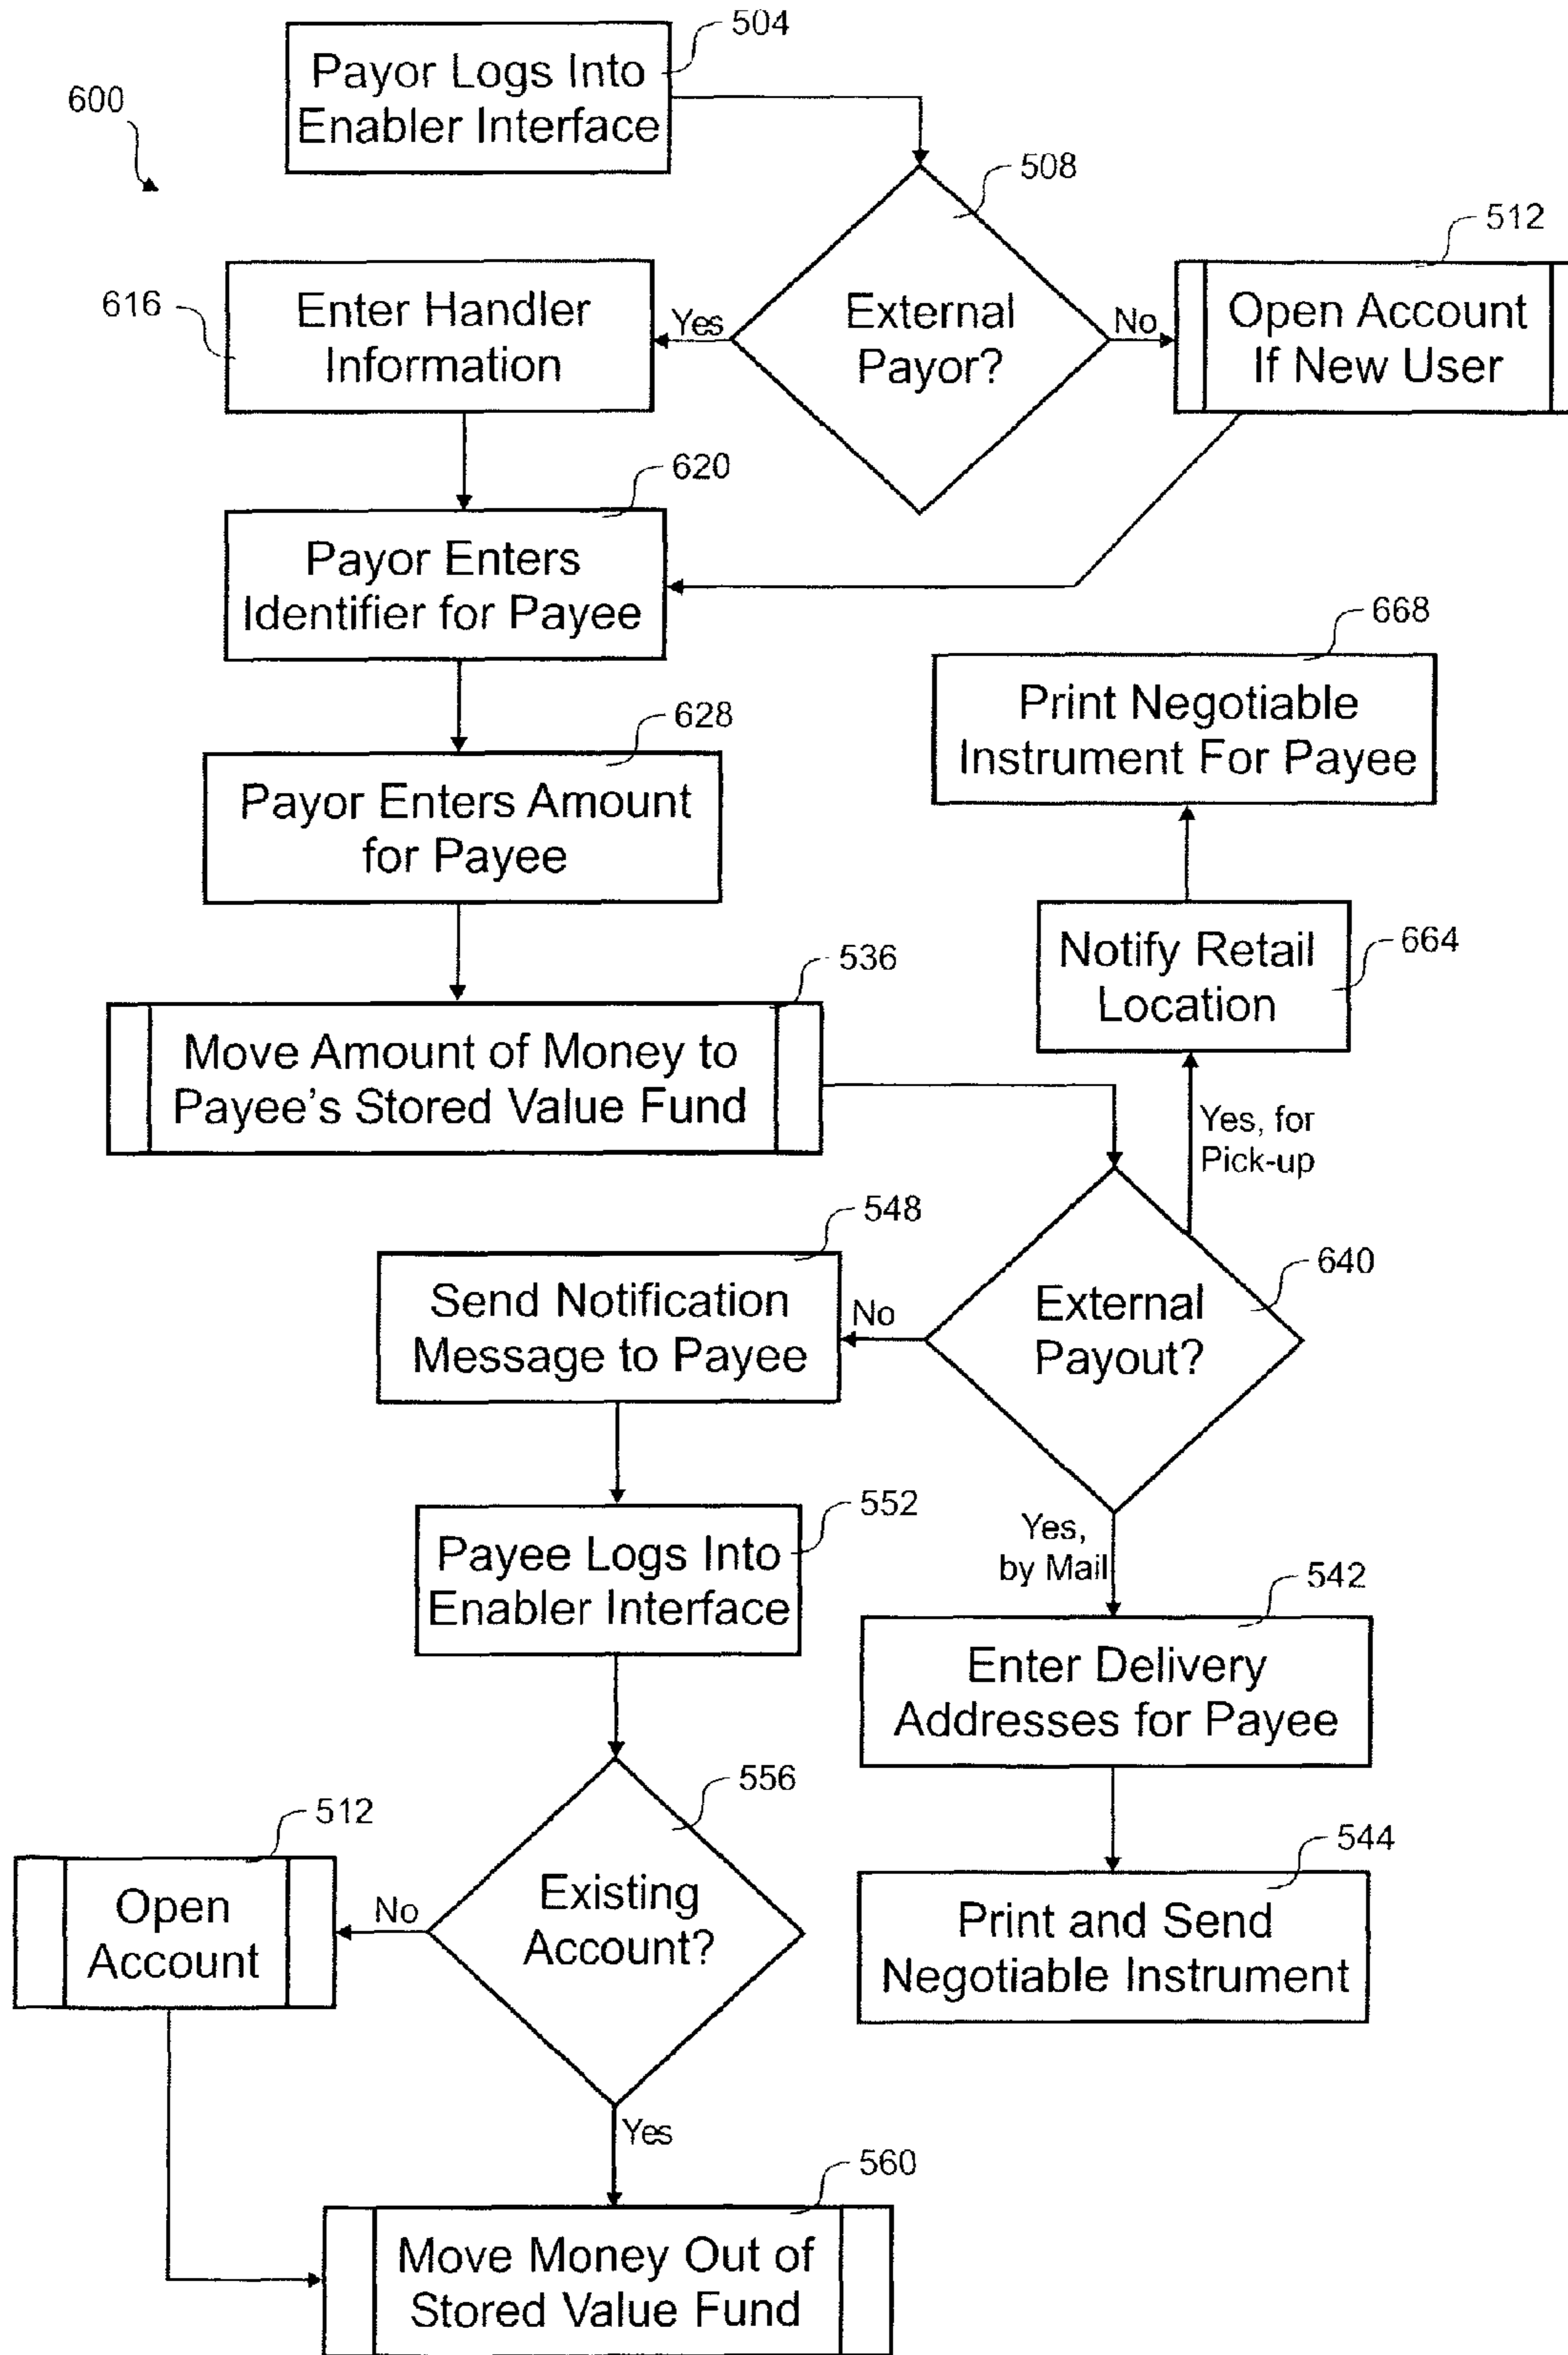 504
Payor Logs Into
Enabler Interface
600
508
512
External
Payor?
Yes
No
Open Account
If New User
616
Enter Handler
Information
620
Payor Enters
Identifier for Payee
668
Print Negotiable
Instrument For Payee
628
Payor Enters Amount
for Payee
664
Notify Retail
Location
536
Move Amount of Money to
Payee's Stored Value Fund
Yes, for
Pick-up
548
Send Notification
Message to Payee
No
640
External
Payout?
552
Payee Logs Into
Enabler Interface
Yes,
by Mail
542
Enter Delivery
Addresses for Payee
556
Existing
Account?
512
Open
Account
No
544
Print and Send
Negotiable Instrument
Yes
560
Move Money Out of
Stored Value Fund